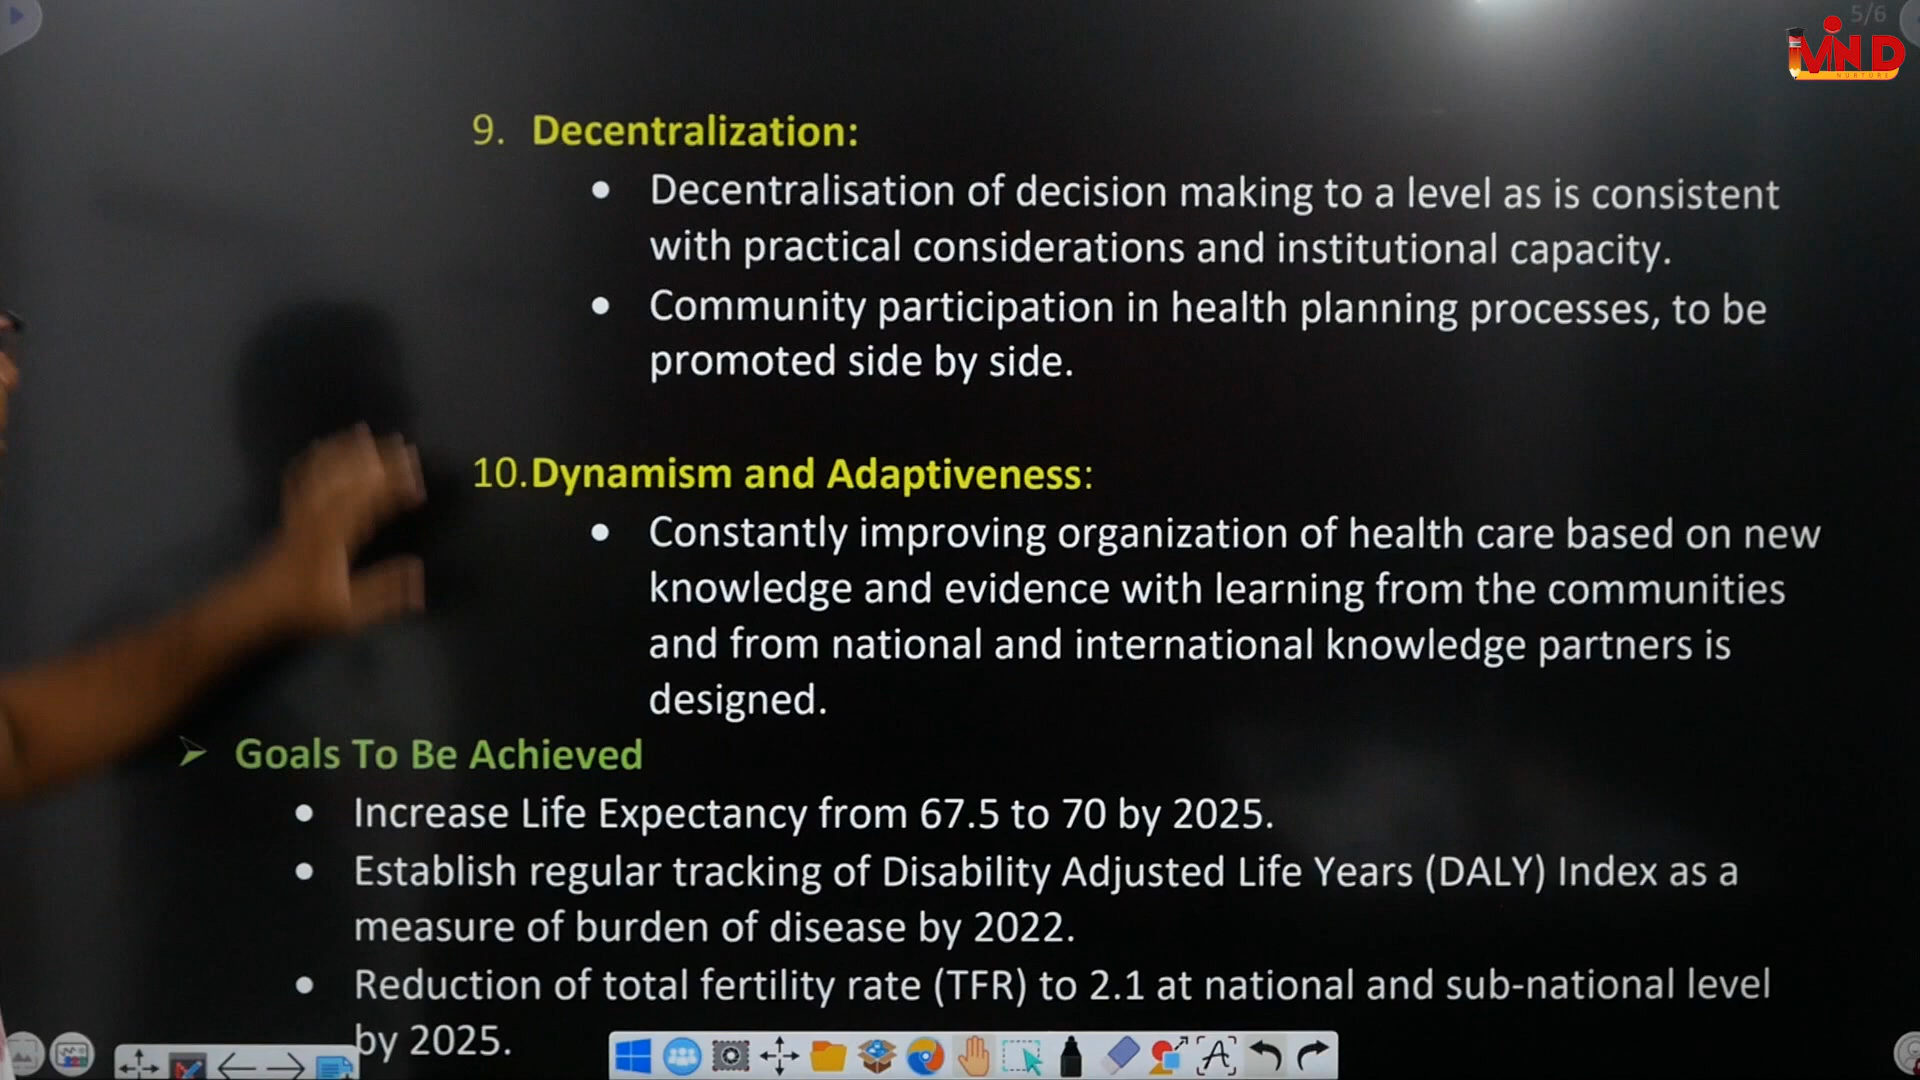 5/6
MIND
NURTURE
9. Decentralization:
• Decentralisation of decision making to a level as is consistent
with practical considerations and institutional capacity.
• Community participation in health planning processes, to be
promoted side by side.
10.Dynamism and Adaptiveness:
• Constantly improving organization of health care based on new
knowledge and evidence with learning from the communities
and from national and international knowledge partners is
designed.
➤ Goals To Be Achieved
• Increase Life Expectancy from 67.5 to 70 by 2025.
• Establish regular tracking of Disability Adjusted Life Years (DALY) Index as a
measure of burden of disease by 2022.
• Reduction of total fertility rate (TFR) to 2.1 at national and sub-national level
by 2025.